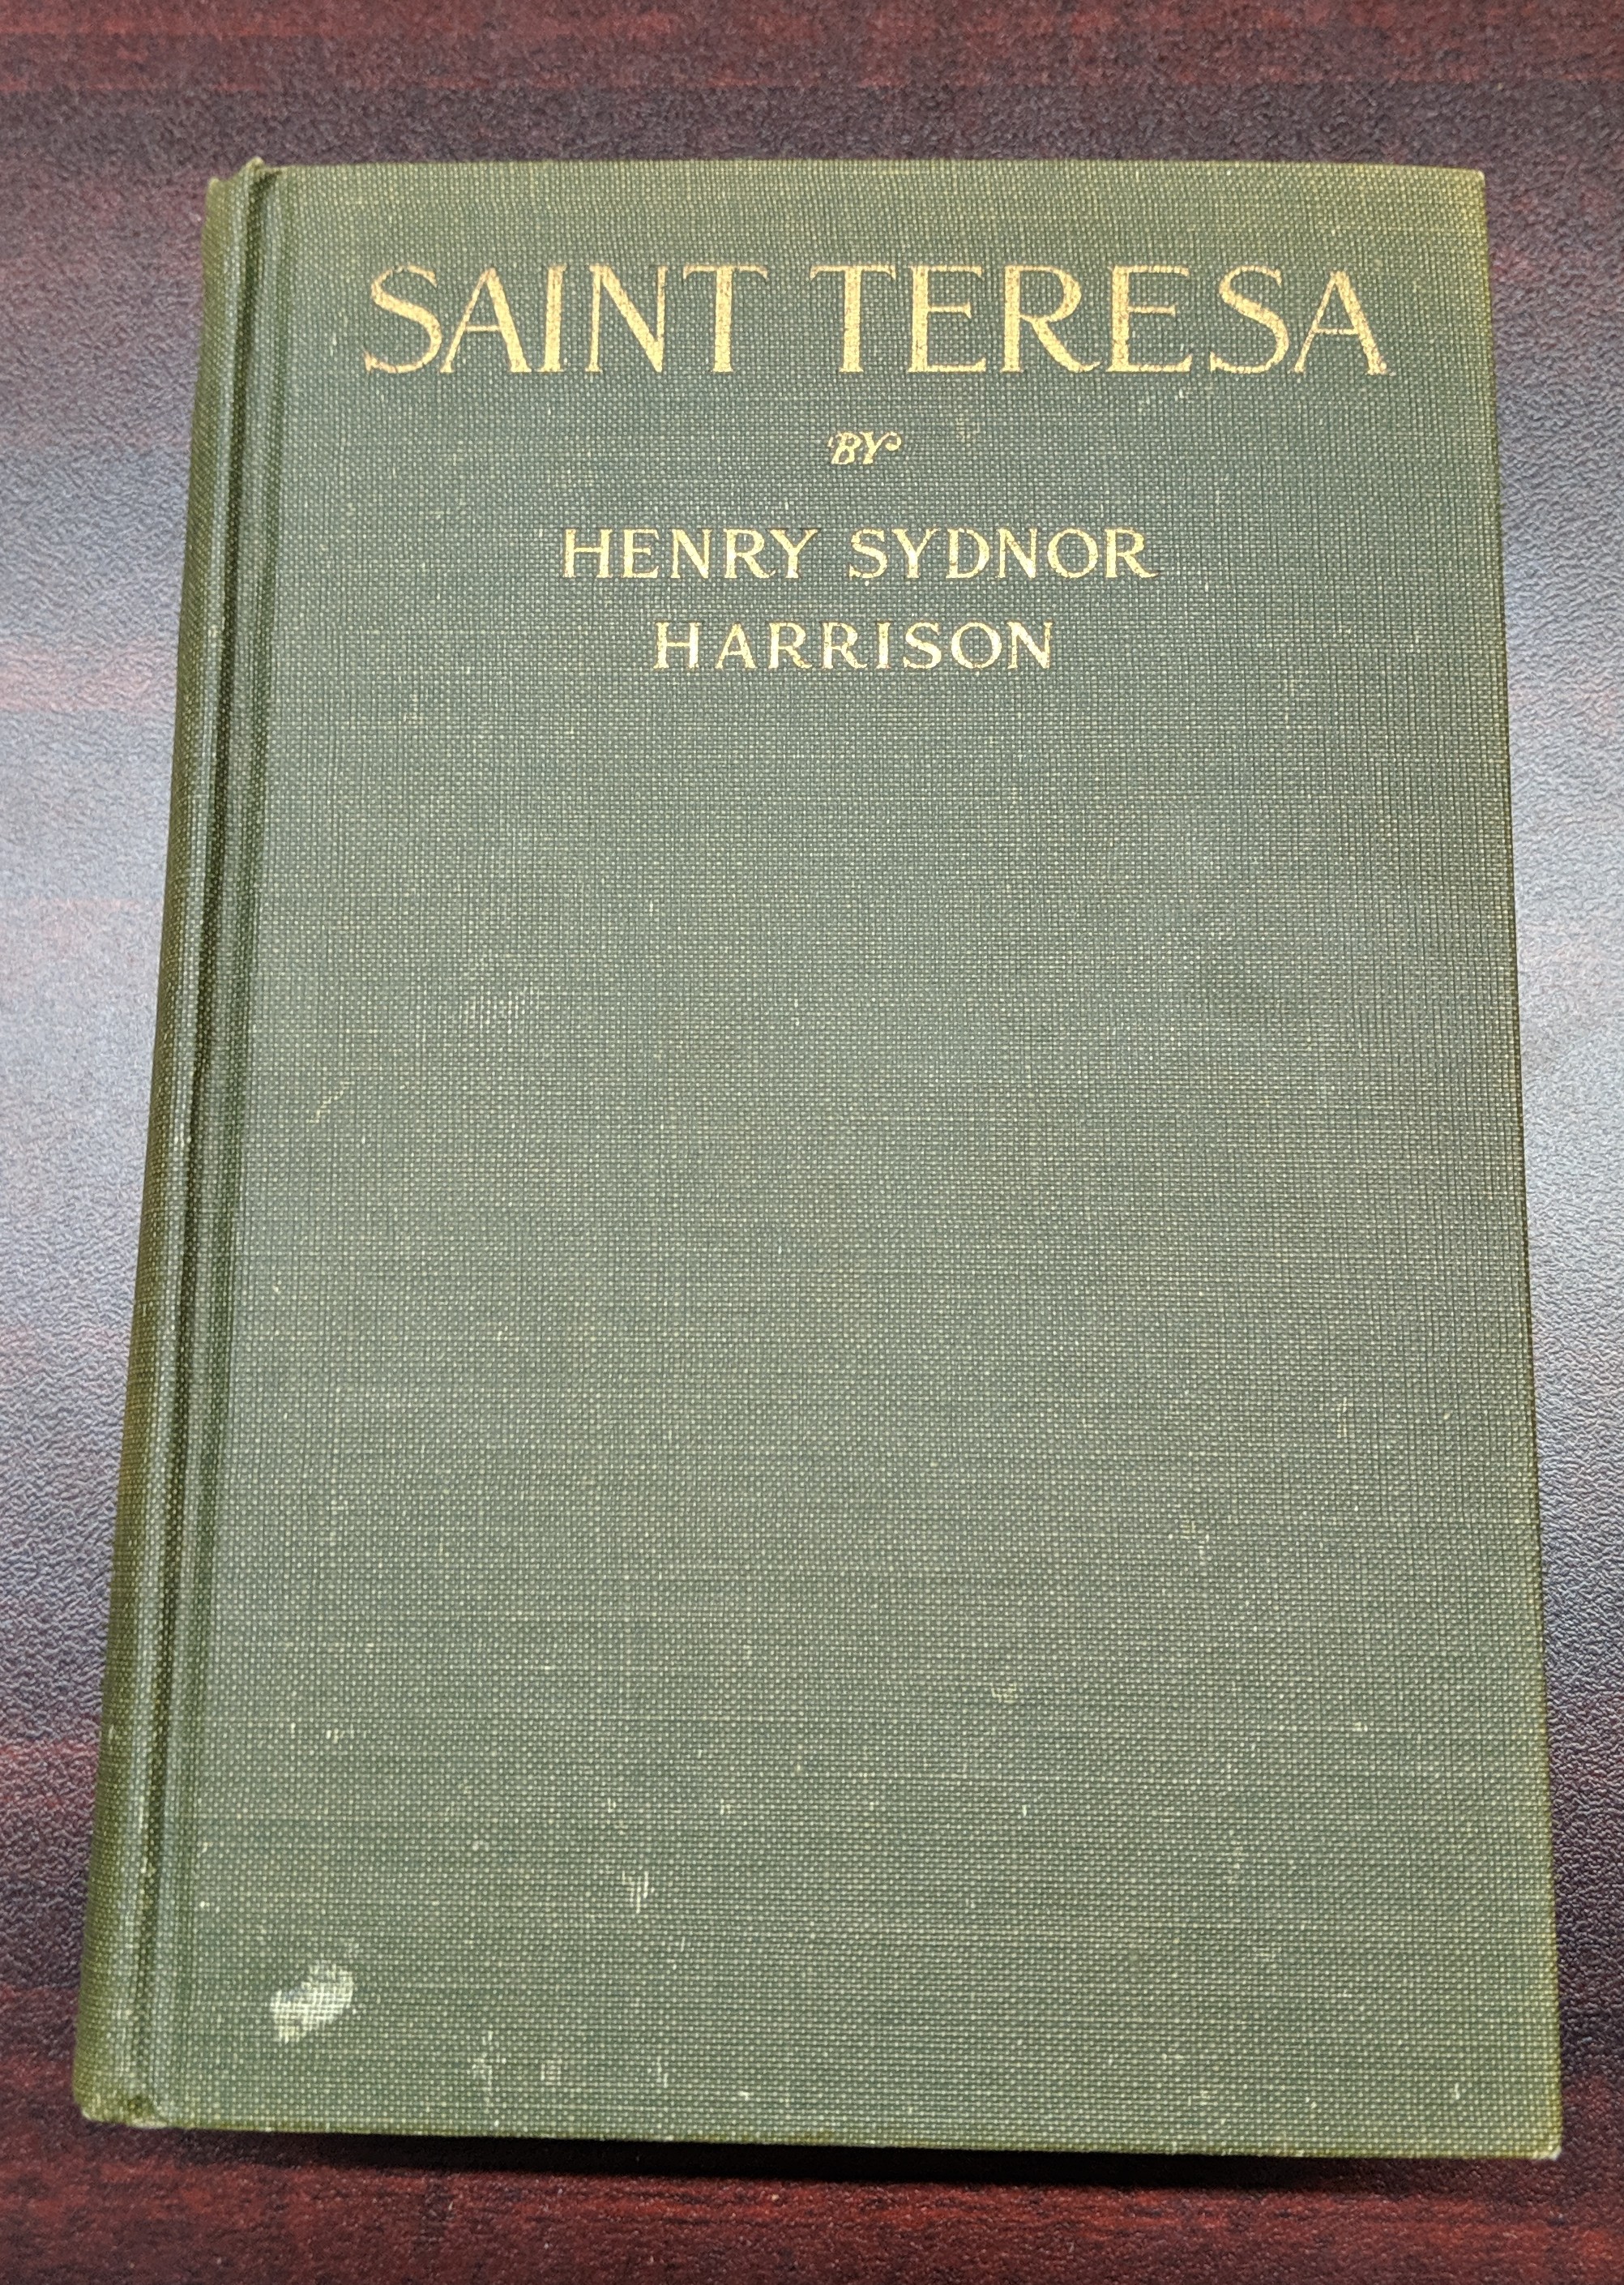 SAINT TERESA
BY
HENRY SYDNOR
HARRISON